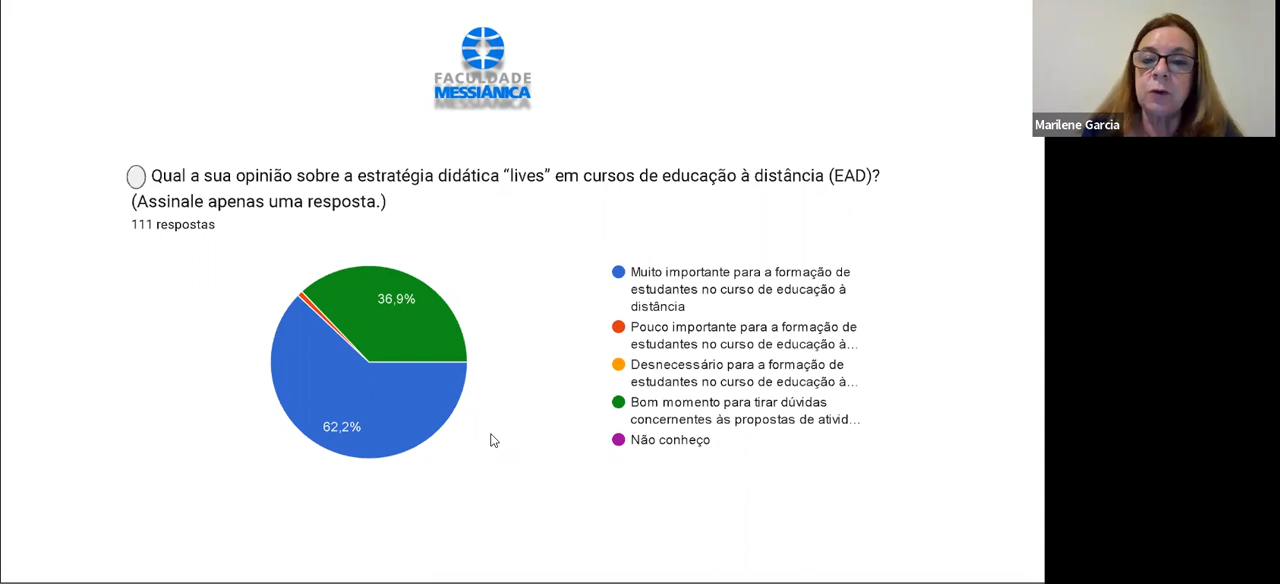 FACULDADE
MESSIÂNICA
Marilene Garcia
Qual a sua opinião sobre a estratégia didática “lives” em cursos de educação à distância (EAD)?
(Assinale apenas uma resposta.)
111 respostas
36,9%
62,2%
Muito importante para a formação de
estudantes no curso de educação à
distância
Pouco importante para a formação de
estudantes no curso de educação à...
Desnecessário para a formação de
estudantes no curso de educação à...
Bom momento para tirar dúvidas
concernentes às propostas de ativid...
Não conheço